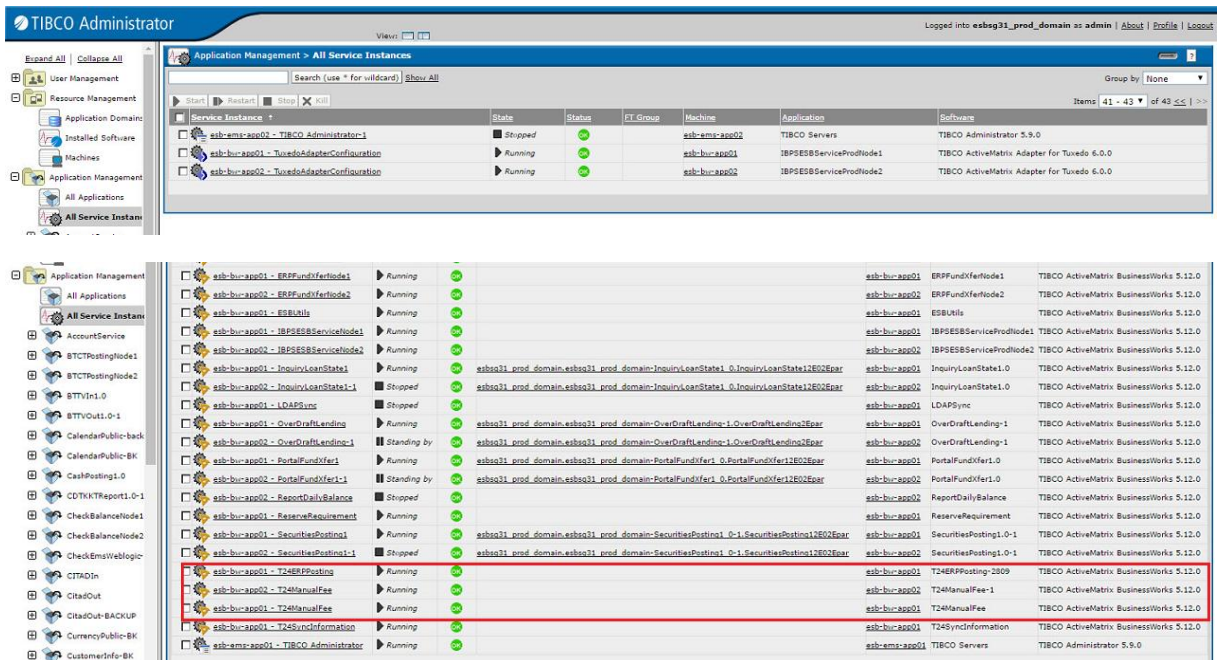 TIBCO Administrator
View:
Logged into esbsg31_prod_domain as admin | About | Profile | Logout
Expand All | Collapse All
User Management
Resource Management
Application Domains
Installed Software
Machines
Application Management
All Applications
All Service Instan
Application Management > All Service Instances
Search (use * for wildcard) Show All
Group by None
Start Restart Stop Kill
Items 41 - 43 of 43 << | >>
Service Instance ↑ State Status FT Group Machine Application Software
esb-ems-app02 - TIBCO Administrator-1 Stopped OK esb-ems-app02 TIBCO Servers TIBCO Administrator 5.9.0
esb-bw-app01 - TuxedoAdapterConfiguration Running OK esb-bw-app01 IBPSESBServiceProdNode1 TIBCO ActiveMatrix Adapter for Tuxedo 6.0.0
esb-bw-app02 - TuxedoAdapterConfiguration Running OK esb-bw-app02 IBPSESBServiceProdNode2 TIBCO ActiveMatrix Adapter for Tuxedo 6.0.0
Application Management
All Applications
All Service Instan
AccountService
BTCTPostingNode1
BTCTPostingNode2
BTTVIn1.0
BTTVOut1.0-1
CalendarPublic-back
CalendarPublic-BK
CashPosting1.0
CDTKKTReport1.0-1
CheckBalanceNode1
CheckBalanceNode2
CheckEmsWeblogic-
CITADIn
CitadOut
CitadOut-BACKUP
CurrencyPublic-BK
CustomerInfo-BK
esb-bw-app01 - ERPFundXferNode1 Running OK esb-bw-app01 ERPFundXferNode1 TIBCO ActiveMatrix BusinessWorks 5.12.0
esb-bw-app02 - ERPFundXferNode2 Running OK esb-bw-app02 ERPFundXferNode2 TIBCO ActiveMatrix BusinessWorks 5.12.0
esb-bw-app01 - ESBUtils Running OK esb-bw-app01 ESBUtils TIBCO ActiveMatrix BusinessWorks 5.12.0
esb-bw-app01 - IBPSESBServiceNode1 Running OK esb-bw-app01 IBPSESBServiceProdNode1 TIBCO ActiveMatrix BusinessWorks 5.12.0
esb-bw-app02 - IBPSESBServiceNode2 Running OK esb-bw-app02 IBPSESBServiceProdNode2 TIBCO ActiveMatrix BusinessWorks 5.12.0
esb-bw-app01 - InquiryLoanState1 Running OK esbsg31_prod_domain.esbsg31_prod_domain-InquiryLoanState1_0.InquiryLoanState12E02Epar esb-bw-app01 InquiryLoanState1.0 TIBCO ActiveMatrix BusinessWorks 5.12.0
esb-bw-app02 - InquiryLoanState1-1 Stopped OK esbsg31_prod_domain.esbsg31_prod_domain-InquiryLoanState1_0.InquiryLoanState12E02Epar esb-bw-app02 InquiryLoanState1.0 TIBCO ActiveMatrix BusinessWorks 5.12.0
esb-bw-app01 - LDAPSync Stopped OK esb-bw-app01 LDAPSync TIBCO ActiveMatrix BusinessWorks 5.12.0
esb-bw-app01 - OverDraftLending Running OK esbsg31_prod_domain.esbsg31_prod_domain-OverDraftLending-1.OverDraftLending2Epar esb-bw-app01 OverDraftLending-1 TIBCO ActiveMatrix BusinessWorks 5.12.0
esb-bw-app02 - OverDraftLending-1 Standing by OK esbsg31_prod_domain.esbsg31_prod_domain-OverDraftLending-1.OverDraftLending2Epar esb-bw-app02 OverDraftLending-1 TIBCO ActiveMatrix BusinessWorks 5.12.0
esb-bw-app01 - PortalFundXfer1 Running OK esbsg31_prod_domain.esbsg31_prod_domain-PortalFundXfer1_0.PortalFundXfer12E02Epar esb-bw-app01 PortalFundXfer1.0 TIBCO ActiveMatrix BusinessWorks 5.12.0
esb-bw-app02 - PortalFundXfer1-1 Standing by OK esbsg31_prod_domain.esbsg31_prod_domain-PortalFundXfer1_0.PortalFundXfer12E02Epar esb-bw-app02 PortalFundXfer1.0 TIBCO ActiveMatrix BusinessWorks 5.12.0
esb-bw-app02 - ReportDailyBalance Stopped OK esb-bw-app02 ReportDailyBalance TIBCO ActiveMatrix BusinessWorks 5.12.0
esb-bw-app01 - ReserveRequirement Running OK esb-bw-app01 ReserveRequirement TIBCO ActiveMatrix BusinessWorks 5.12.0
esb-bw-app01 - SecuritiesPosting1 Running OK esbsg31_prod_domain.esbsg31_prod_domain-SecuritiesPosting1_0-1.SecuritiesPosting12E02Epar esb-bw-app01 SecuritiesPosting1.0-1 TIBCO ActiveMatrix BusinessWorks 5.12.0
esb-bw-app02 - SecuritiesPosting1-1 Stopped OK esbsg31_prod_domain.esbsg31_prod_domain-SecuritiesPosting1_0-1.SecuritiesPosting12E02Epar esb-bw-app02 SecuritiesPosting1.0-1 TIBCO ActiveMatrix BusinessWorks 5.12.0
esb-bw-app01 - T24ERPPosting Running OK esb-bw-app01 T24ERPPosting-2809 TIBCO ActiveMatrix BusinessWorks 5.12.0
esb-bw-app02 - T24ManualFee Running OK esb-bw-app02 T24ManualFee-1 TIBCO ActiveMatrix BusinessWorks 5.12.0
esb-bw-app01 - T24ManualFee Running OK esb-bw-app01 T24ManualFee TIBCO ActiveMatrix BusinessWorks 5.12.0
esb-bw-app01 - T24SyncInformation Running OK esb-bw-app01 T24SyncInformation TIBCO ActiveMatrix BusinessWorks 5.12.0
esb-ems-app01 - TIBCO Administrator Running OK esb-ems-app01 TIBCO Servers TIBCO Administrator 5.9.0